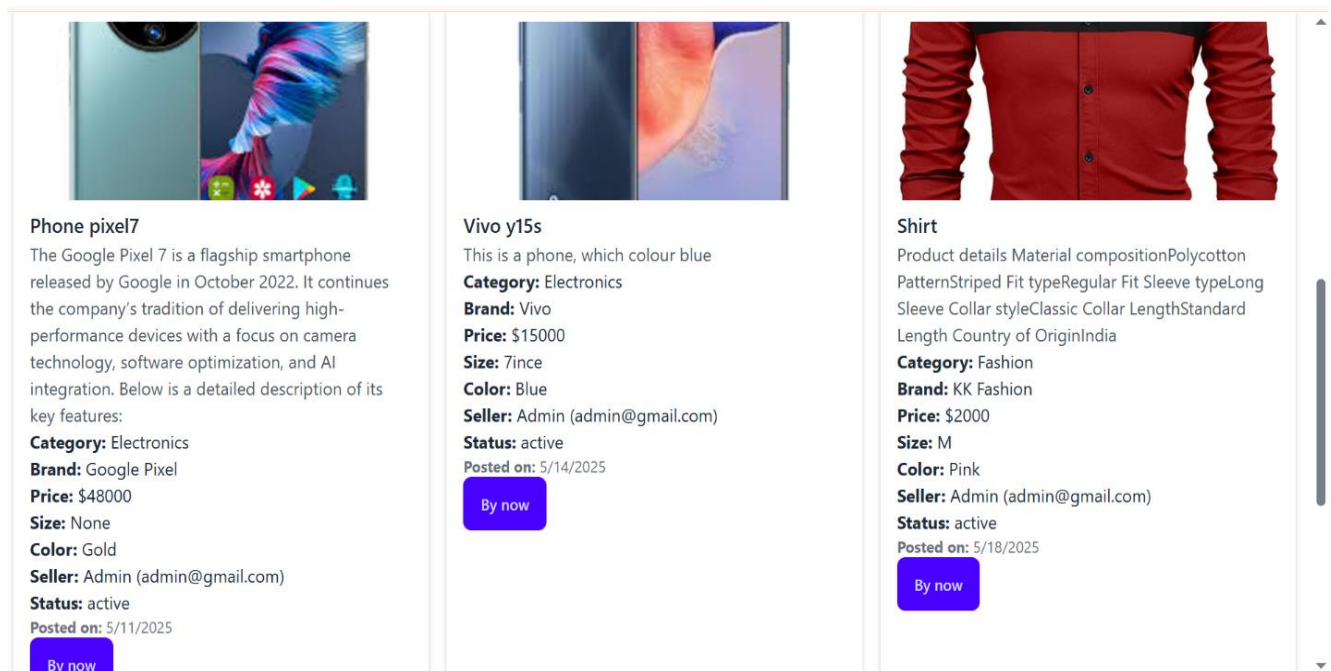 Phone pixel7
The Google Pixel 7 is a flagship smartphone
released by Google in October 2022. It continues
the company's tradition of delivering high-
performance devices with a focus on camera
technology, software optimization, and AI
integration. Below is a detailed description of its
key features:
Category: Electronics
Brand: Google Pixel
Price: $48000
Size: None
Color: Gold
Seller: Admin (admin@gmail.com)
Status: active
Posted on: 5/11/2025
By now
Vivo y15s
This is a phone, which colour blue
Category: Electronics
Brand: Vivo
Price: $15000
Size: 7ince
Color: Blue
Seller: Admin (admin@gmail.com)
Status: active
Posted on: 5/14/2025
By now
Shirt
Product details Material compositionPolycotton
PatternStriped Fit typeRegular Fit Sleeve typeLong
Sleeve Collar styleClassic Collar LengthStandard
Length Country of OriginIndia
Category: Fashion
Brand: KK Fashion
Price: $2000
Size: M
Color: Pink
Seller: Admin (admin@gmail.com)
Status: active
Posted on: 5/18/2025
By now